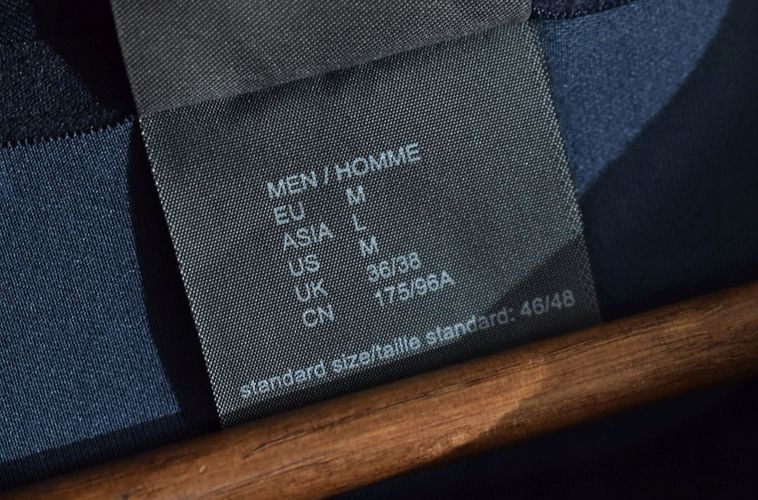 MEN / HOMME
EU M
ASIA L
US M
UK 36/38
CN 175/96A
standard size/taille standard: 46/48